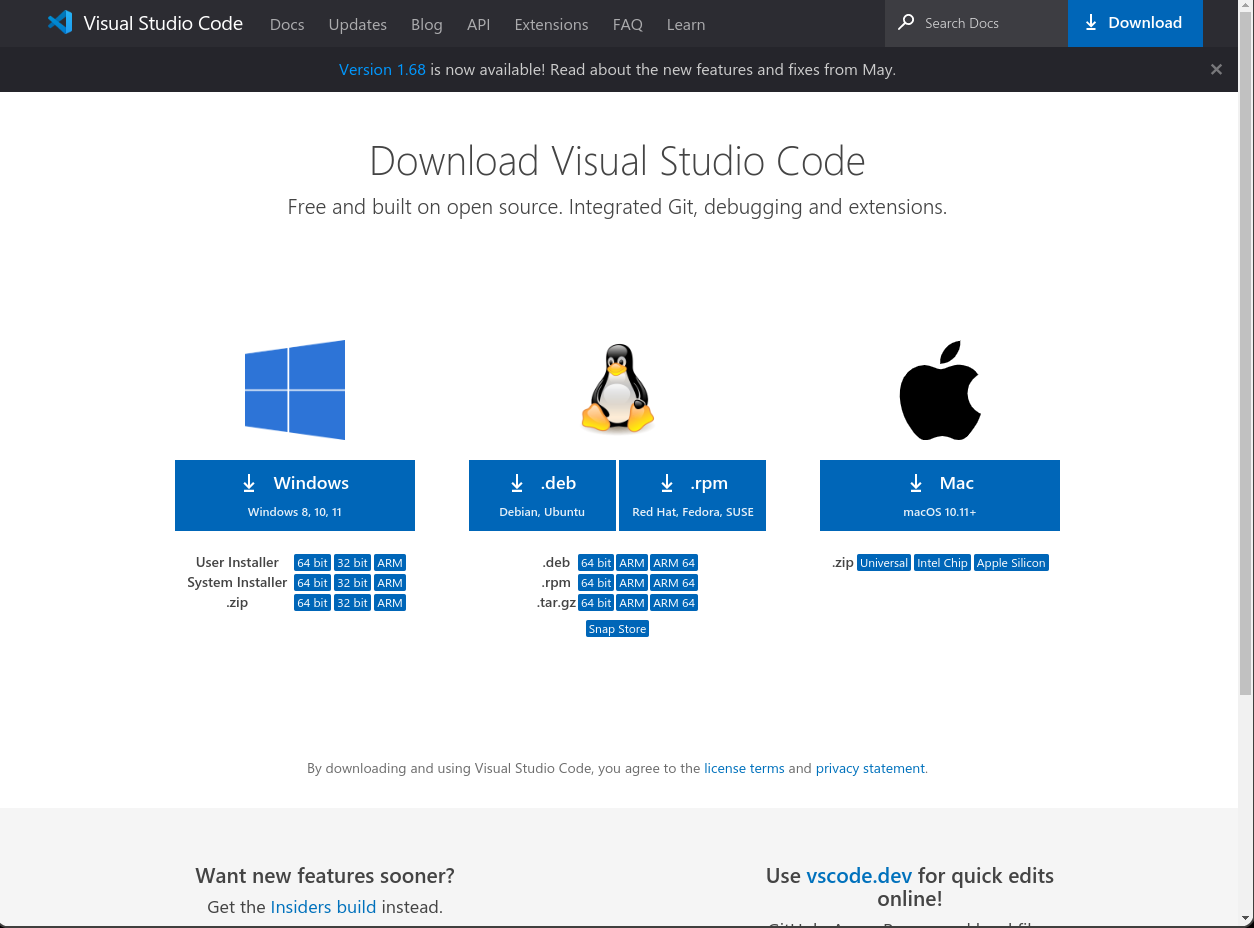 Visual Studio Code Docs Updates Blog API Extensions FAQ Learn Search Docs Download
Version 1.68 is now available! Read about the new features and fixes from May.
Download Visual Studio Code
Free and built on open source. Integrated Git, debugging and extensions.
Windows
Windows 8, 10, 11
User Installer 64 bit 32 bit ARM
System Installer 64 bit 32 bit ARM
.zip 64 bit 32 bit ARM
.deb
Debian, Ubuntu
.rpm
Red Hat, Fedora, SUSE
.deb 64 bit ARM ARM 64
.rpm 64 bit ARM ARM 64
.tar.gz 64 bit ARM ARM 64
Snap Store
Mac
macOS 10.11+
.zip Universal Intel Chip Apple Silicon
By downloading and using Visual Studio Code, you agree to the license terms and privacy statement.
Want new features sooner?
Get the Insiders build instead.
Use vscode.dev for quick edits
online!